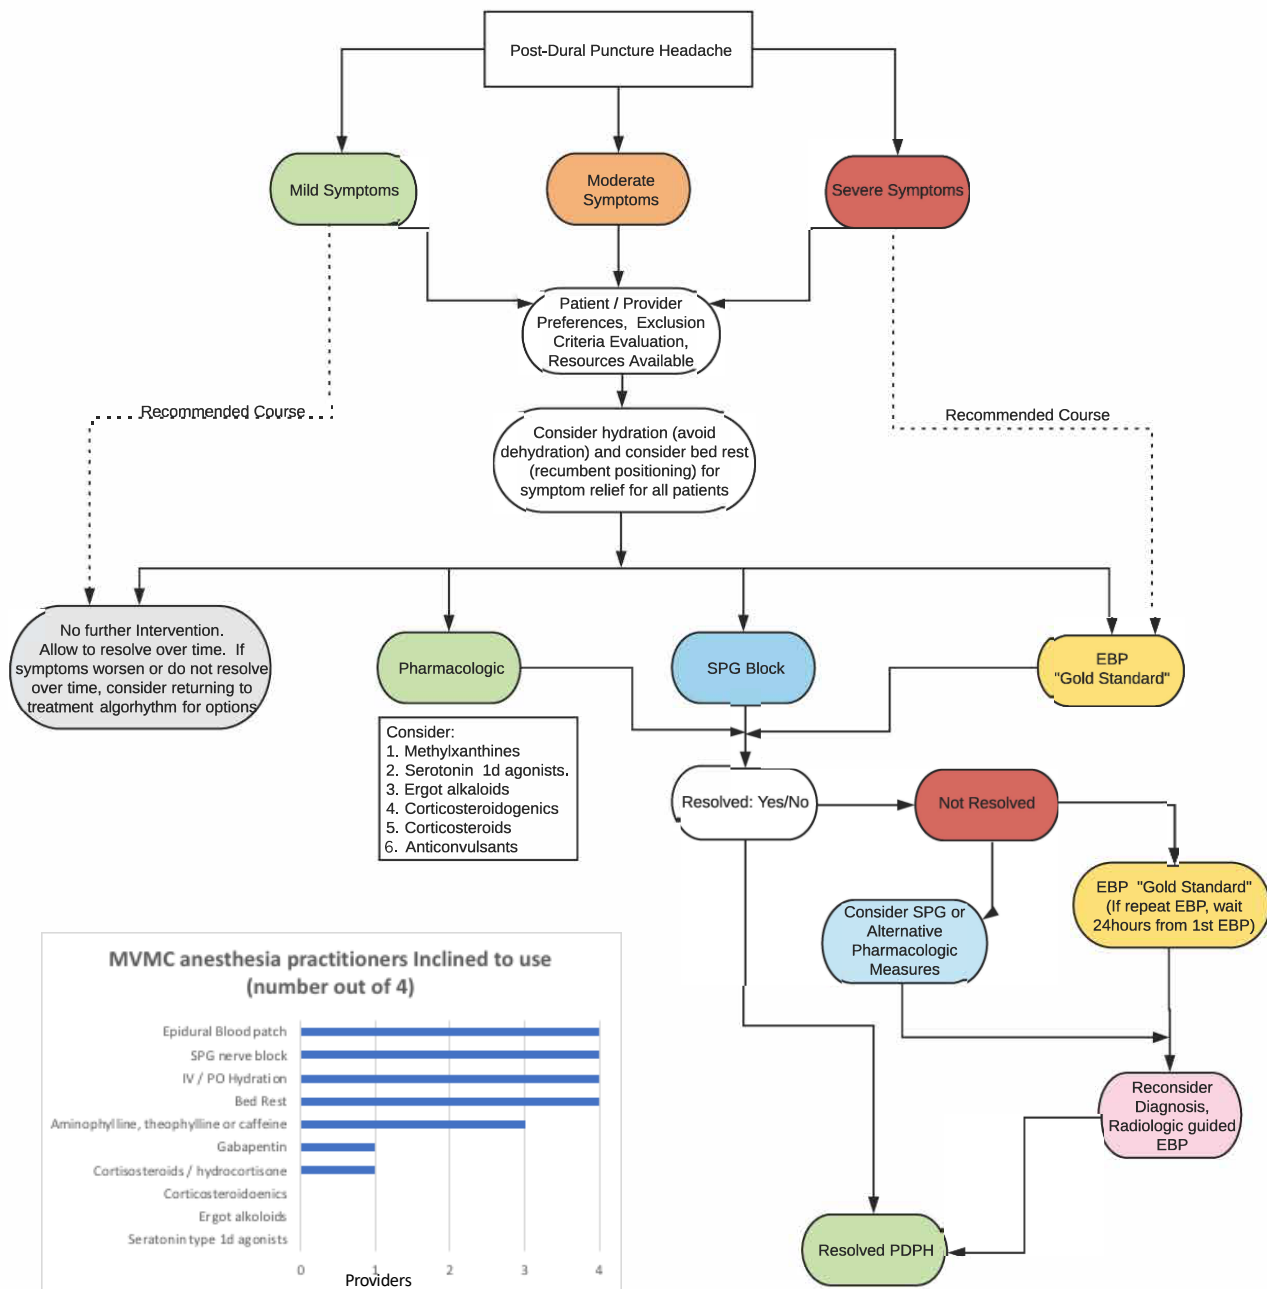 Post-Dural Puncture Headache
Mild Symptoms
Moderate
Symptoms
Severe Symptoms
Patient / Provider
Preferences, Exclusion
Criteria Evaluation,
Resources Available
Recommended Course
Recommended Course
Consider hydration (avoid
dehydration) and consider bed rest
(recumbent positioning) for
symptom relief for all patients
No further Intervention.
Allow to resolve over time. If
symptoms worsen or do not resolve
over time, consider returning to
treatment algorhythm for options
Pharmacologic
SPG Block
EBP
"Gold Standard"
Consider:
1. Methylxanthines
2. Serotonin 1d agonists.
3. Ergot alkaloids
4. Corticosteroidogenics
5. Corticosteroids
6. Anticonvulsants
Resolved: Yes/No
Not Resolved
EBP "Gold Standard"
(If repeat EBP, wait
24hours from 1st EBP)
Consider SPG or
Alternative
Pharmacologic
Measures
Reconsider
Diagnosis,
Radiologic guided
EBP
Resolved PDPH
MVMC anesthesia practitioners Inclined to use
(number out of 4)
Epidural Blood patch
SPG nerve block
IV / PO Hydration
Bed Rest
Aminophylline, theophylline or caffeine
Gabapentin
Cortisosteroids / hydrocortisone
Corticosteroidoenics
Ergot alkoloids
Seratonin type 1d agonists
0 1 2 3 4
Providers